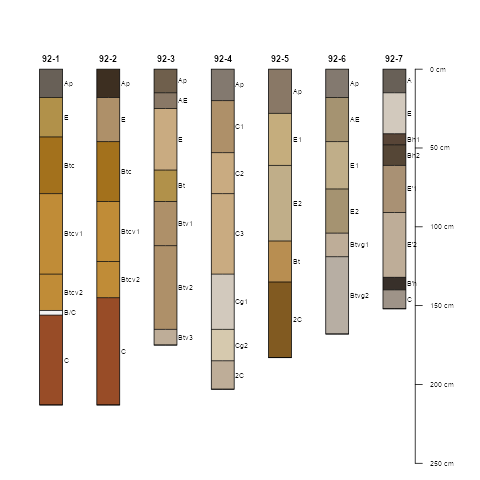 92-1 92-2 92-3 92-4 92-5 92-6 92-7
Ap E Btc Btcv1 Btcv2 B/C C
Ap E Btc Btcv1 Btcv2 C
Ap AE E Bt Btv1 Btv2 Btv3
Ap C1 C2 C3 Cg1 Cg2 2C
Ap E1 E2 Bt 2C
Ap AE E1 E2 Btvg1 Btvg2
A E Bh1 Bh2 E'1 E'2 B'h C
0 cm
50 cm
100 cm
150 cm
200 cm
250 cm